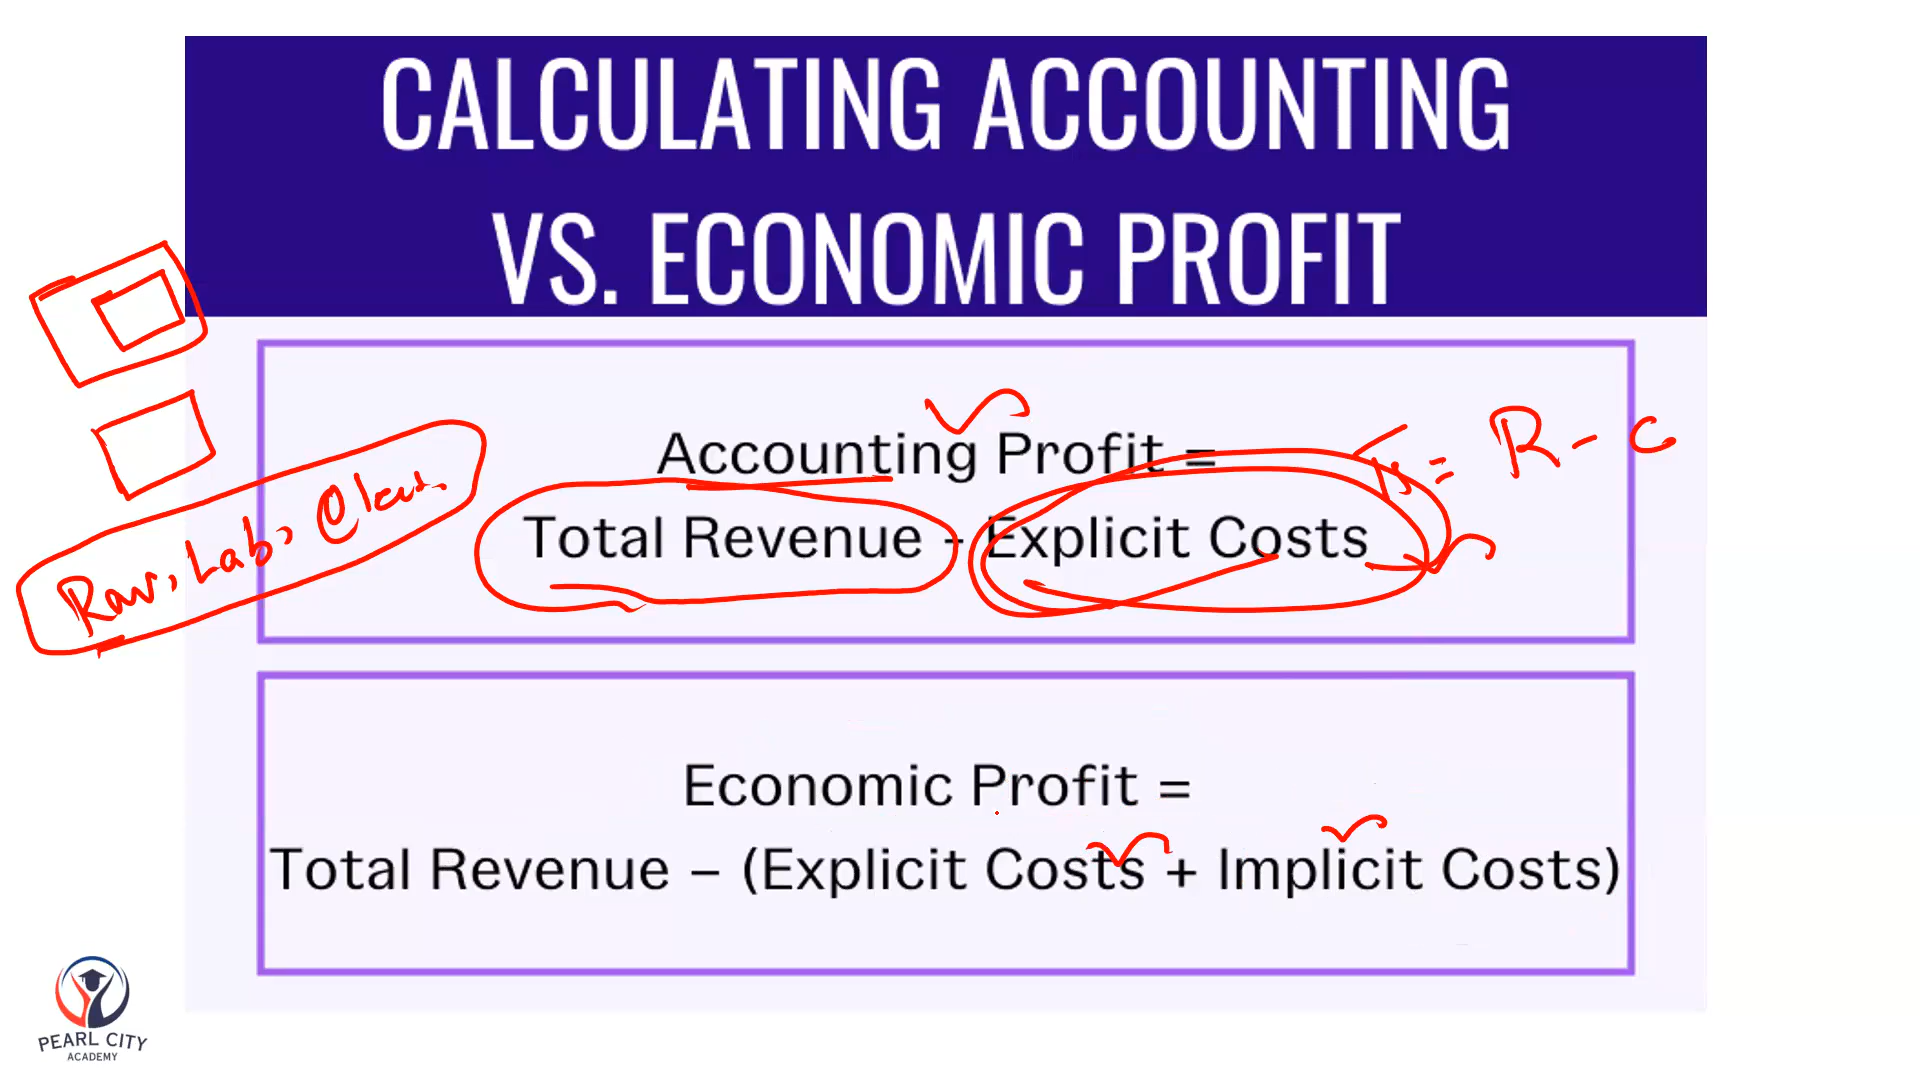 CALCULATING ACCOUNTING
VS. ECONOMIC PROFIT
Accounting Profit =
Total Revenue - Explicit Costs
= R - C
Raw, Lab,
Economic Profit =
Total Revenue – (Explicit Costs + Implicit Costs)
PEARL CITY
ACADEMY